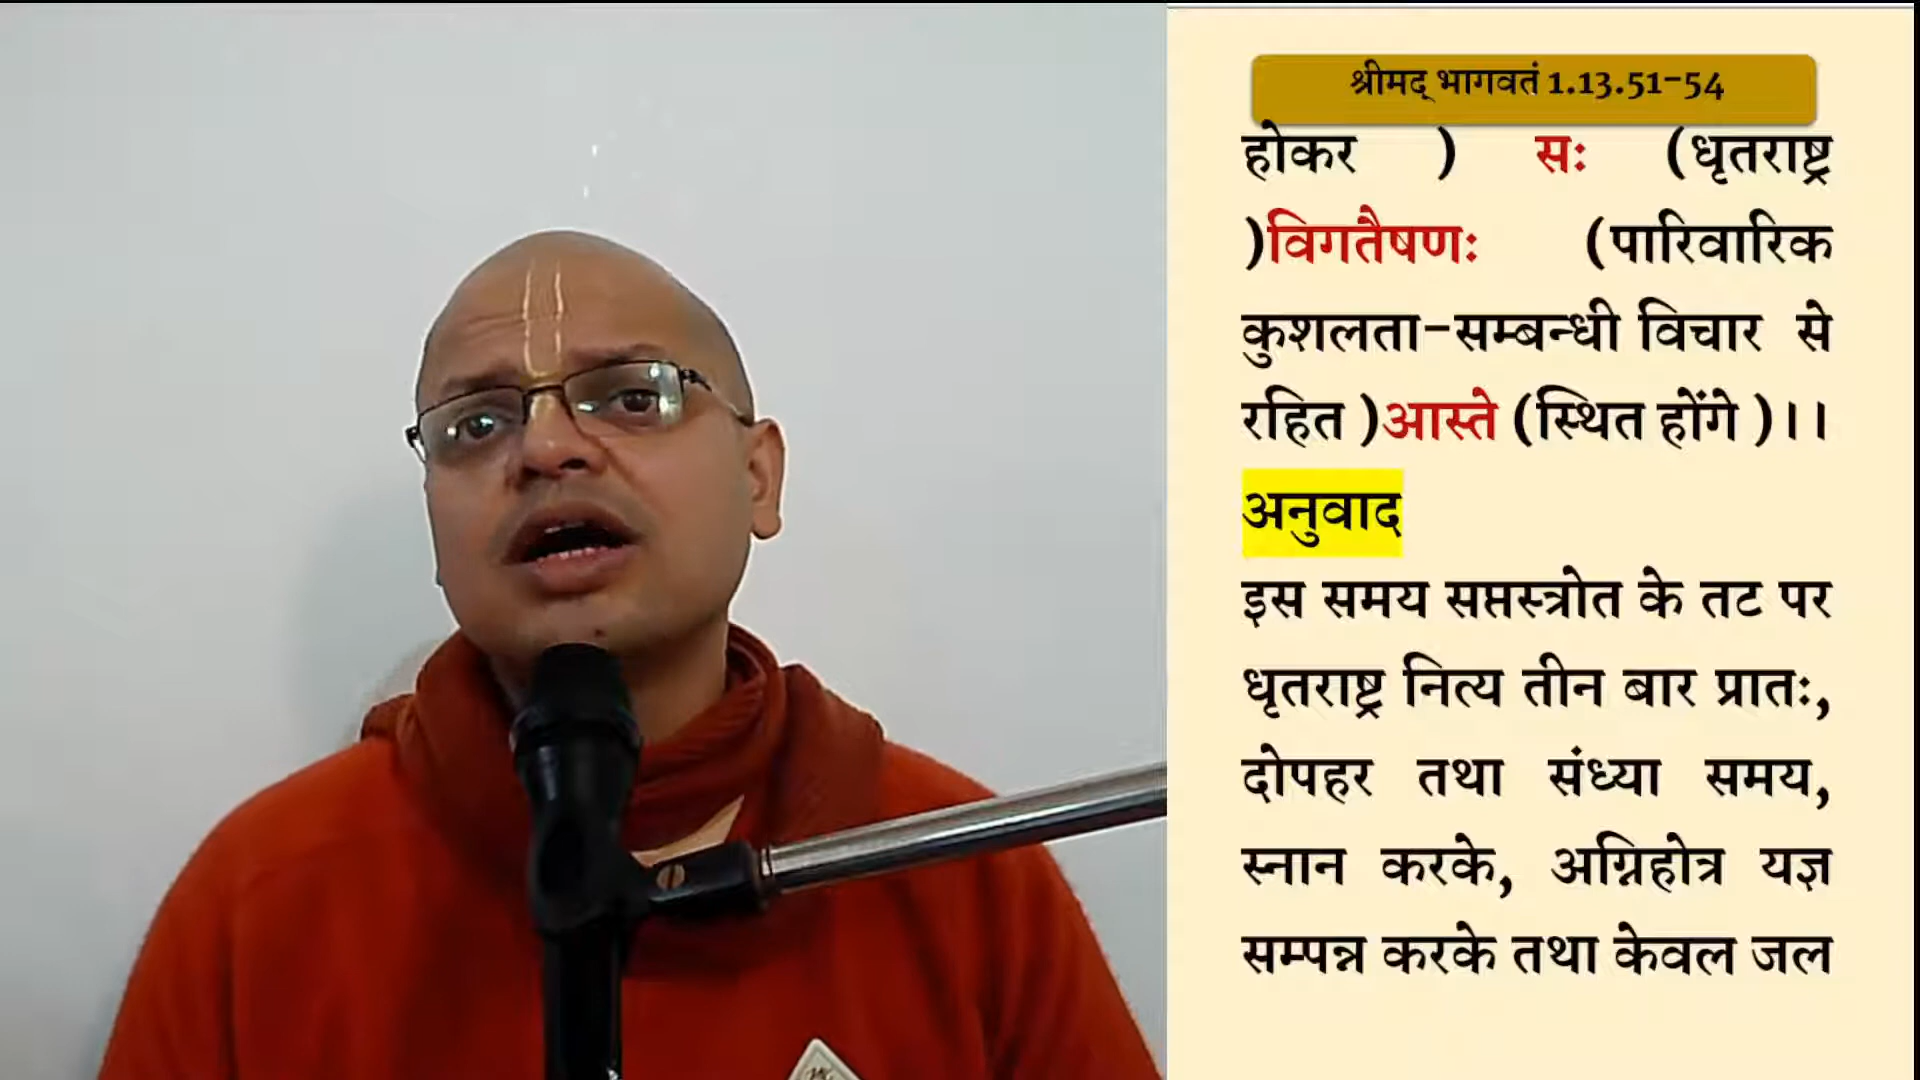 श्रीमद् भागवतं 1.13.51-54
होकर ) सः (धृतराष्ट्र
)विगतैषणः (पारिवारिक
कुशलता-सम्बन्धी विचार से
रहित )आस्ते (स्थित होंगे )।।
अनुवाद
इस समय सप्तस्त्रोत के तट पर
धृतराष्ट्र नित्य तीन बार प्रातः,
दोपहर तथा संध्या समय,
स्नान करके, अग्निहोत्र यज्ञ
सम्पन्न करके तथा केवल जल